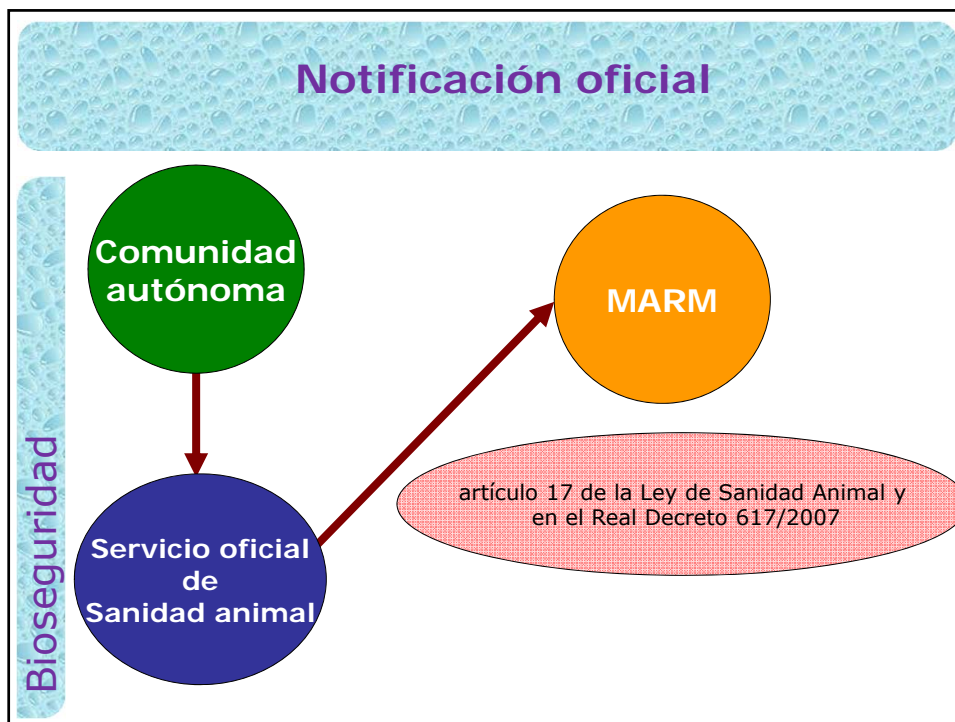 Notificación oficial
Bioseguridad
Comunidad
autónoma
MARM
artículo 17 de la Ley de Sanidad Animal y
en el Real Decreto 617/2007
Servicio oficial
de
Sanidad animal